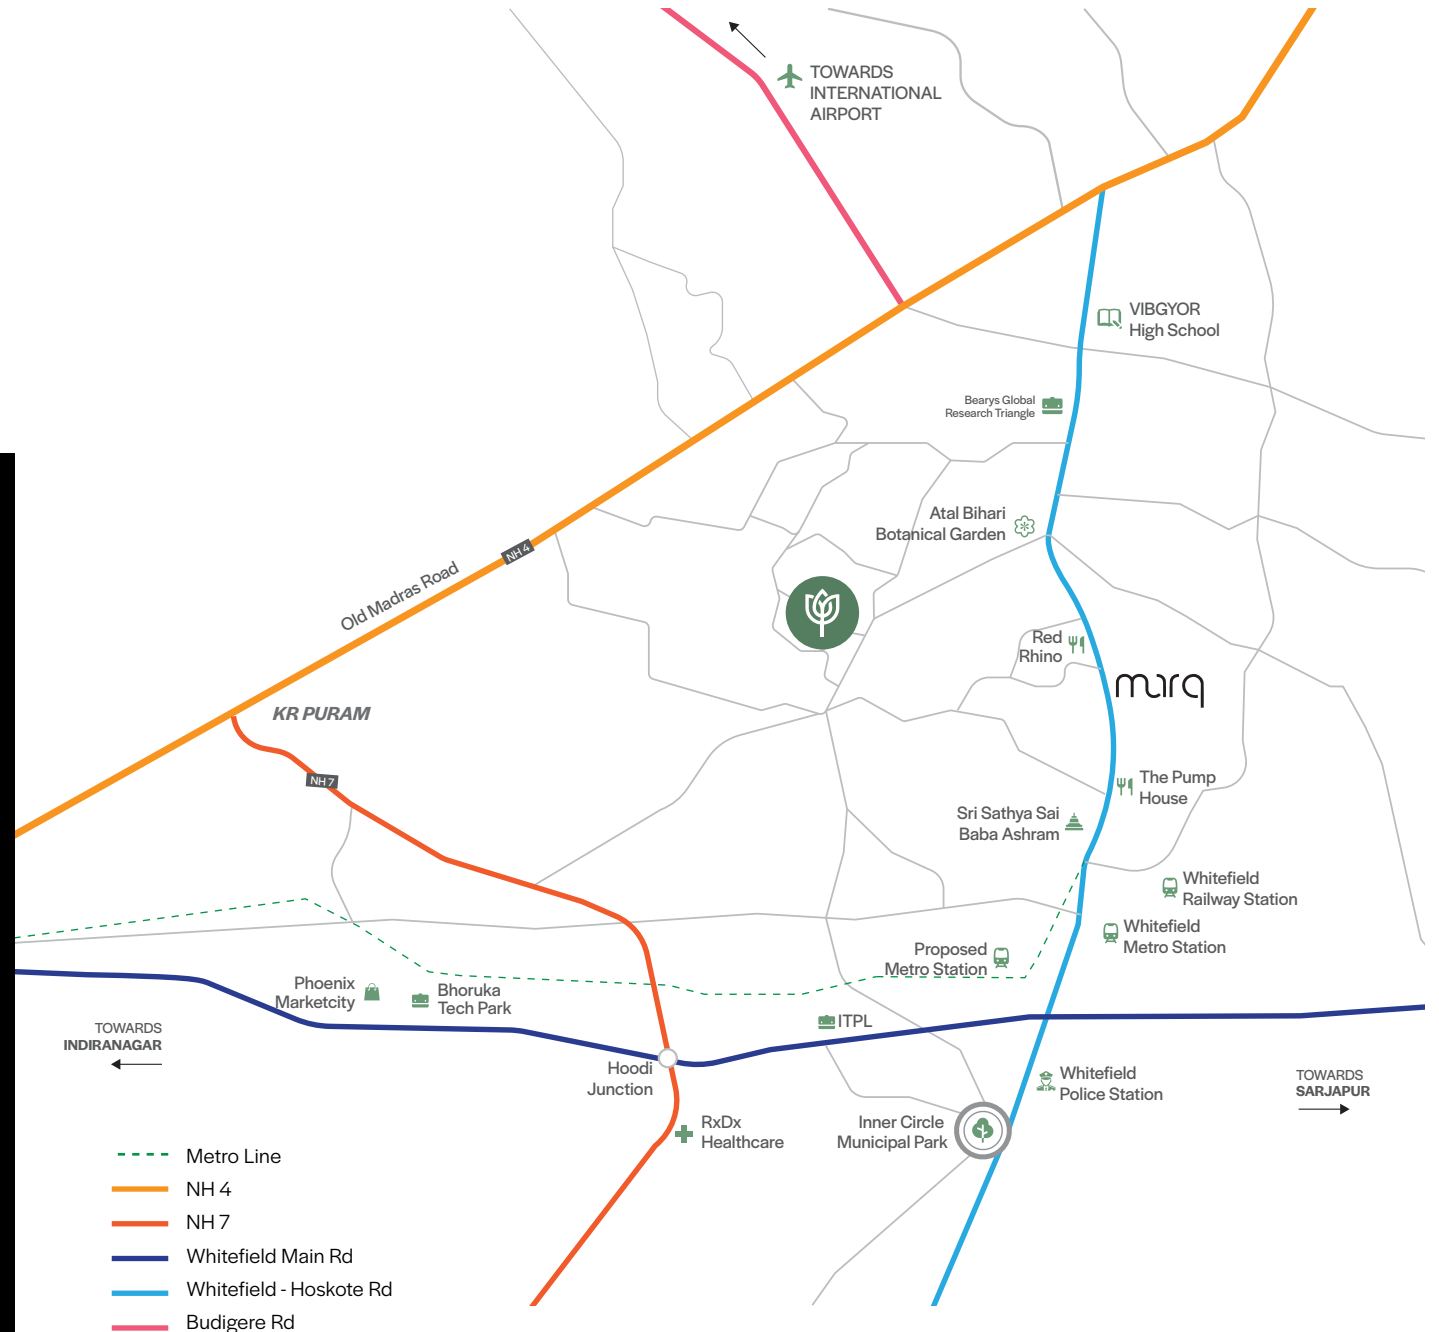 TOWARDS
INTERNATIONAL
AIRPORT
VIBGYOR
High School
Bearys Global
Research Triangle
Atal Bihari
Botanical Garden
NH 4
Old Madras Road
Red
Rhino
marq
KR PURAM
NH 7
The Pump
House
Sri Sathya Sai
Baba Ashram
Whitefield
Railway Station
Whitefield
Metro Station
Proposed
Metro Station
Phoenix
Marketcity
Bhoruka
Tech Park
ITPL
TOWARDS
INDIRANAGAR
Hoodi
Junction
Whitefield
Police Station
TOWARDS
SARJAPUR
RxDx
Healthcare
Inner Circle
Municipal Park
Metro Line
NH 4
NH 7
Whitefield Main Rd
Whitefield - Hoskote Rd
Budigere Rd